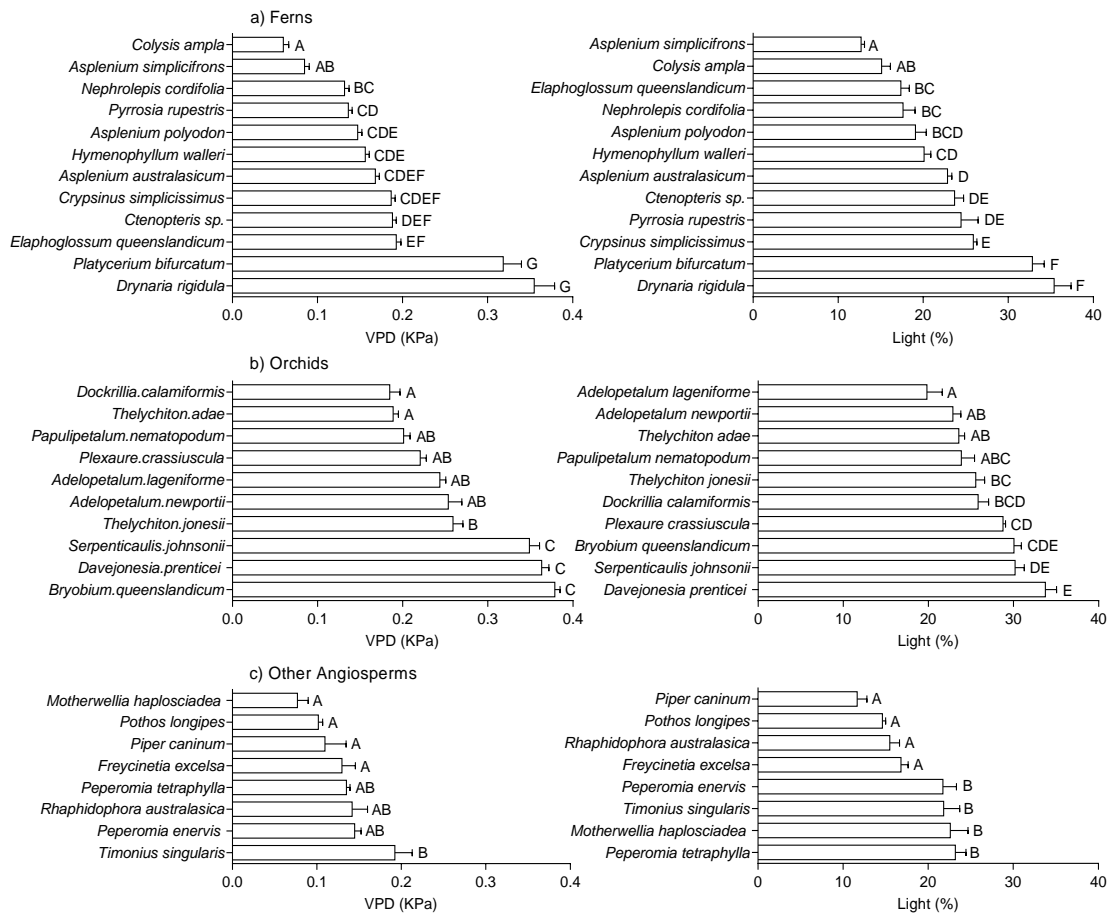 a) Ferns
Colysis ampla A
Asplenium simplicifrons AB
Nephrolepis cordifolia BC
Pyrrosia rupestris CD
Asplenium polyodon CDE
Hymenophyllum walleri CDE
Asplenium australasicum CDEF
Crypsinus simplicissimus CDEF
Ctenopteris sp. DEF
Elaphoglossum queenslandicum EF
Platycerium bifurcatum G
Drynaria rigidula G
0.0 0.1 0.2 0.3 0.4
VPD (KPa)
Asplenium simplicifrons A
Colysis ampla AB
Elaphoglossum queenslandicum BC
Nephrolepis cordifolia BC
Asplenium polyodon BCD
Hymenophyllum walleri CD
Asplenium australasicum D
Ctenopteris sp. DE
Pyrrosia rupestris DE
Crypsinus simplicissimus E
Platycerium bifurcatum F
Drynaria rigidula F
0 10 20 30 40
Light (%)
b) Orchids
Dockrillia.calamiformis A
Thelychiton.adae A
Papulipetalum.nematopodum AB
Plexaure.crassiuscula AB
Adelopetalum.lageniforme AB
Adelopetalum.newportii AB
Thelychiton.jonesii B
Serpenticaulis.johnsonii C
Davejonesia.prenticei C
Bryobium.queenslandicum C
0.0 0.1 0.2 0.3 0.4
VPD (KPa)
Adelopetalum lageniforme A
Adelopetalum newportii AB
Thelychiton adae AB
Papulipetalum nematopodum ABC
Thelychiton jonesii BC
Dockrillia calamiformis BCD
Plexaure crassiuscula CD
Bryobium queenslandicum CDE
Serpenticaulis johnsonii DE
Davejonesia prenticei E
0 10 20 30 40
Light (%)
c) Other Angiosperms
Motherwellia haplosciadea A
Pothos longipes A
Piper caninum A
Freycinetia excelsa A
Peperomia tetraphylla AB
Rhaphidophora australasica AB
Peperomia enervis AB
Timonius singularis B
0.0 0.1 0.2 0.3 0.4
VPD (KPa)
Piper caninum A
Pothos longipes A
Rhaphidophora australasica A
Freycinetia excelsa A
Peperomia enervis B
Timonius singularis B
Motherwellia haplosciadea B
Peperomia tetraphylla B
0 10 20 30 40
Light (%)